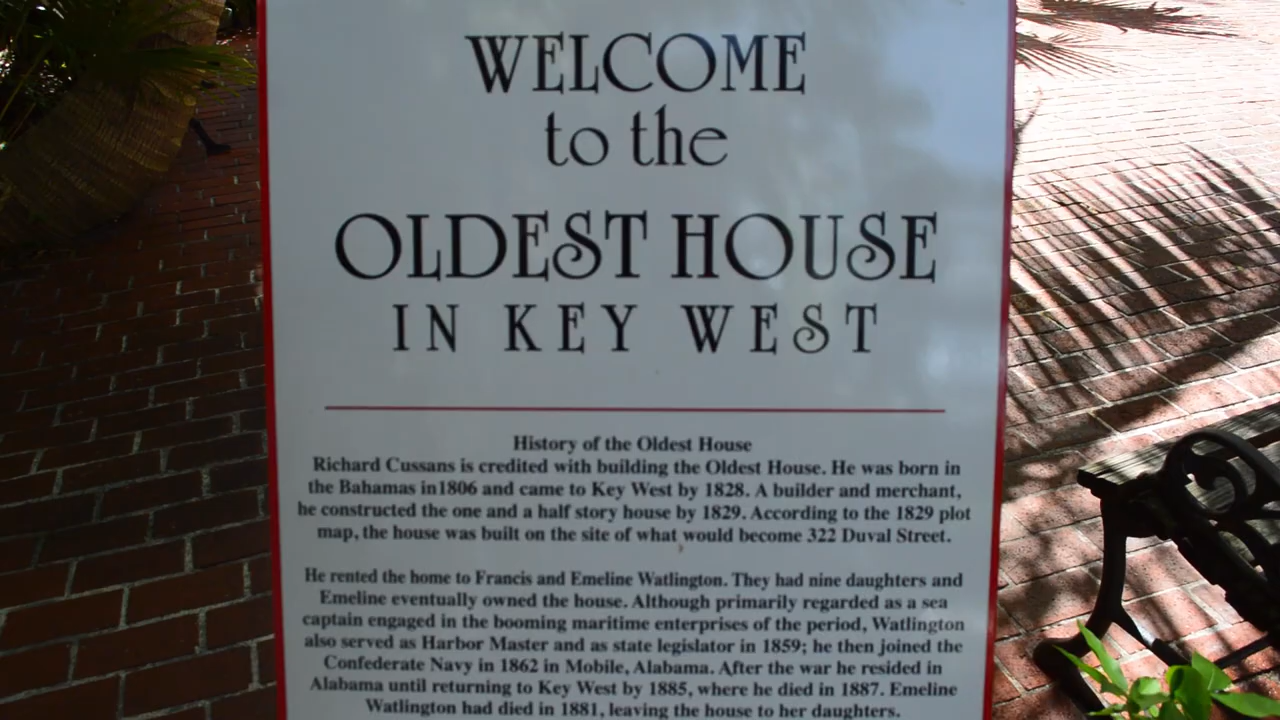 WELCOME
to the
OLDEST HOUSE
IN KEY WEST
History of the Oldest House
Richard Cussans is credited with building the Oldest House. He was born in
the Bahamas in1806 and came to Key West by 1828. A builder and merchant,
he constructed the one and a half story house by 1829. According to the 1829 plot
map, the house was built on the site of what would become 322 Duval Street.
He rented the home to Francis and Emeline Watlington. They had nine daughters and
Emeline eventually owned the house. Although primarily regarded as a sea
captain engaged in the booming maritime enterprises of the period, Watlington
also served as Harbor Master and as state legislator in 1859; he then joined the
Confederate Navy in 1862 in Mobile, Alabama. After the war he resided in
Alabama until returning to Key West by 1885, where he died in 1887. Emeline
Watlington had died in 1881, leaving the house to her daughters.